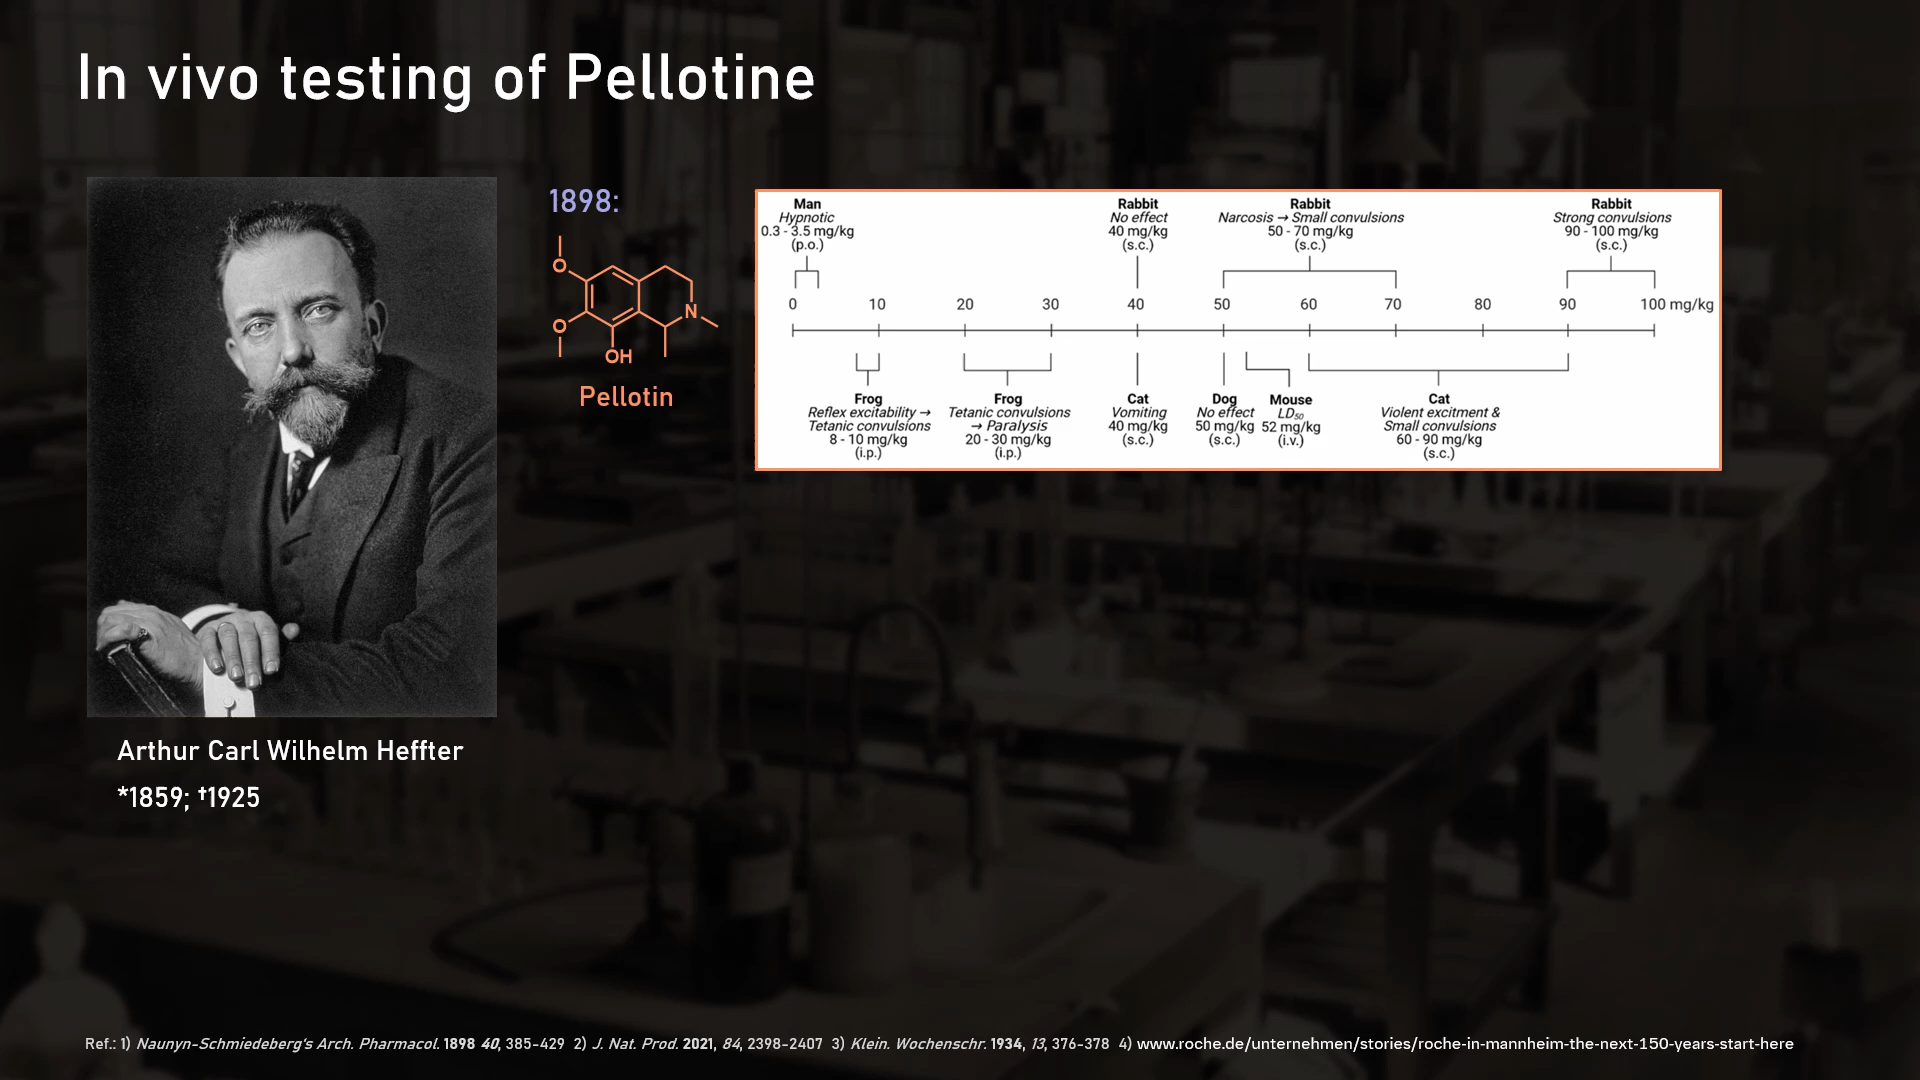 In vivo testing of Pellotine
1898:
O
O
N
OH
Pellotin
Man
Hypnotic
0.3 - 3.5 mg/kg
(p.o.)
Rabbit
No effect
40 mg/kg
(s.c.)
Rabbit
Narcosis → Small convulsions
50 - 70 mg/kg
(s.c.)
Rabbit
Strong convulsions
90 - 100 mg/kg
(s.c.)
0 10 20 30 40 50 60 70 80 90 100 mg/kg
Frog
Reflex excitability →
Tetanic convulsions
8 - 10 mg/kg
(i.p.)
Frog
Tetanic convulsions
→ Paralysis
20 - 30 mg/kg
(i.p.)
Cat
Vomiting
40 mg/kg
(s.c.)
Dog
No effect
50 mg/kg
(s.c.)
Mouse
LD₅₀
52 mg/kg
(i.v.)
Cat
Violent excitment &
Small convulsions
60 - 90 mg/kg
(s.c.)
Arthur Carl Wilhelm Heffter
*1859; †1925
Ref.: 1) Naunyn-Schmiedeberg's Arch. Pharmacol. 1898 40, 385-429 2) J. Nat. Prod. 2021, 84, 2398-2407 3) Klein. Wochenschr. 1934, 13, 376-378 4) www.roche.de/unternehmen/stories/roche-in-mannheim-the-next-150-years-start-here